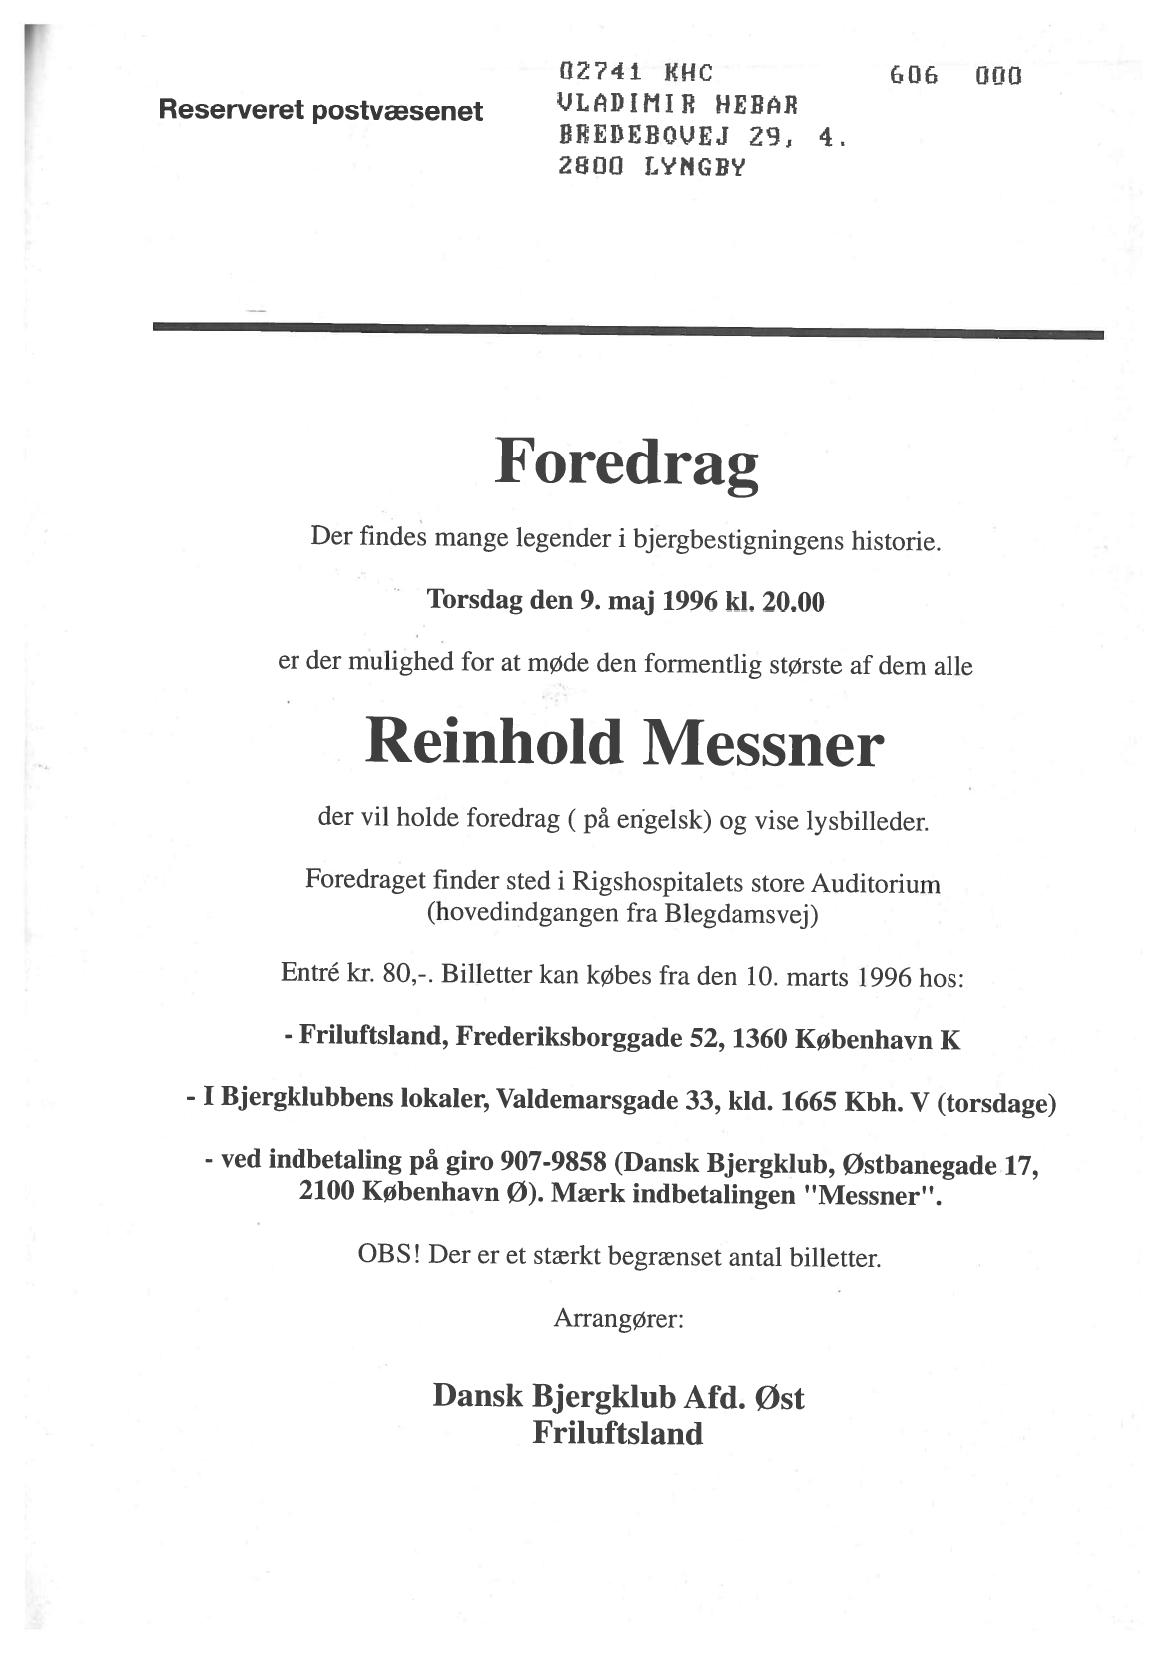 02741 KHC 606 000
Reserveret postvæsenet
VLADIMIR HEBAR
BREDEBOVEJ 29, 4.
2800 LYNGBY
Foredrag
Der findes mange legender i bjergbestigningens historie.
Torsdag den 9. maj 1996 kl. 20.00
er der mulighed for at møde den formentlig største af dem alle
Reinhold Messner
der vil holde foredrag ( på engelsk) og vise lysbilleder.
Foredraget finder sted i Rigshospitalets store Auditorium
(hovedindgangen fra Blegdamsvej)
Entré kr. 80,-. Billetter kan købes fra den 10. marts 1996 hos:
- Friluftsland, Frederiksborggade 52, 1360 København K
- I Bjergklubbens lokaler, Valdemarsgade 33, kld. 1665 Kbh. V (torsdage)
- ved indbetaling på giro 907-9858 (Dansk Bjergklub, Østbanegade 17,
2100 København Ø). Mærk indbetalingen "Messner".
OBS! Der er et stærkt begrænset antal billetter.
Arrangører:
Dansk Bjergklub Afd. Øst
Friluftsland